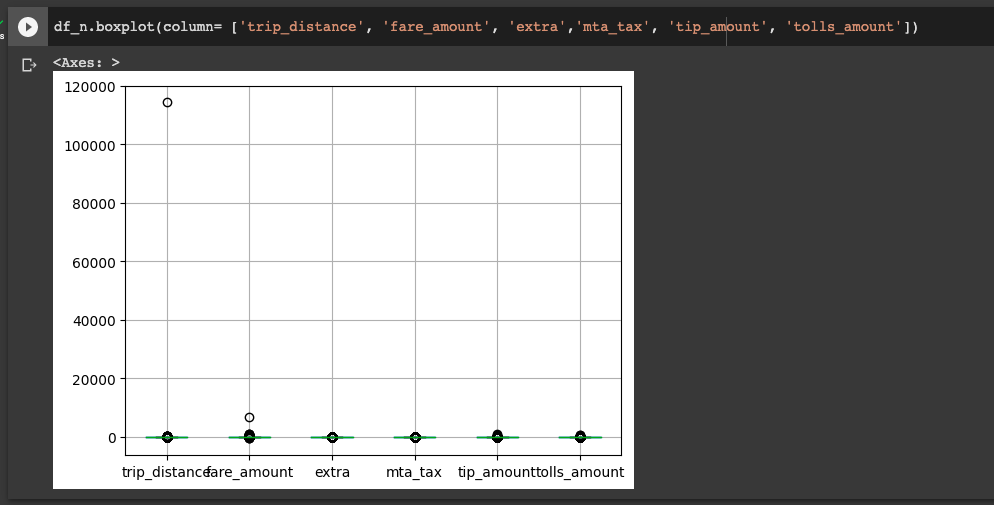 df_n.boxplot(column= ['trip_distance', 'fare_amount', 'extra','mta_tax', 'tip_amount', 'tolls_amount'])
s
<Axes: >
120000
100000
80000
60000
40000
20000
0
trip_distance fare_amount extra mta_tax tip_amount tolls_amount